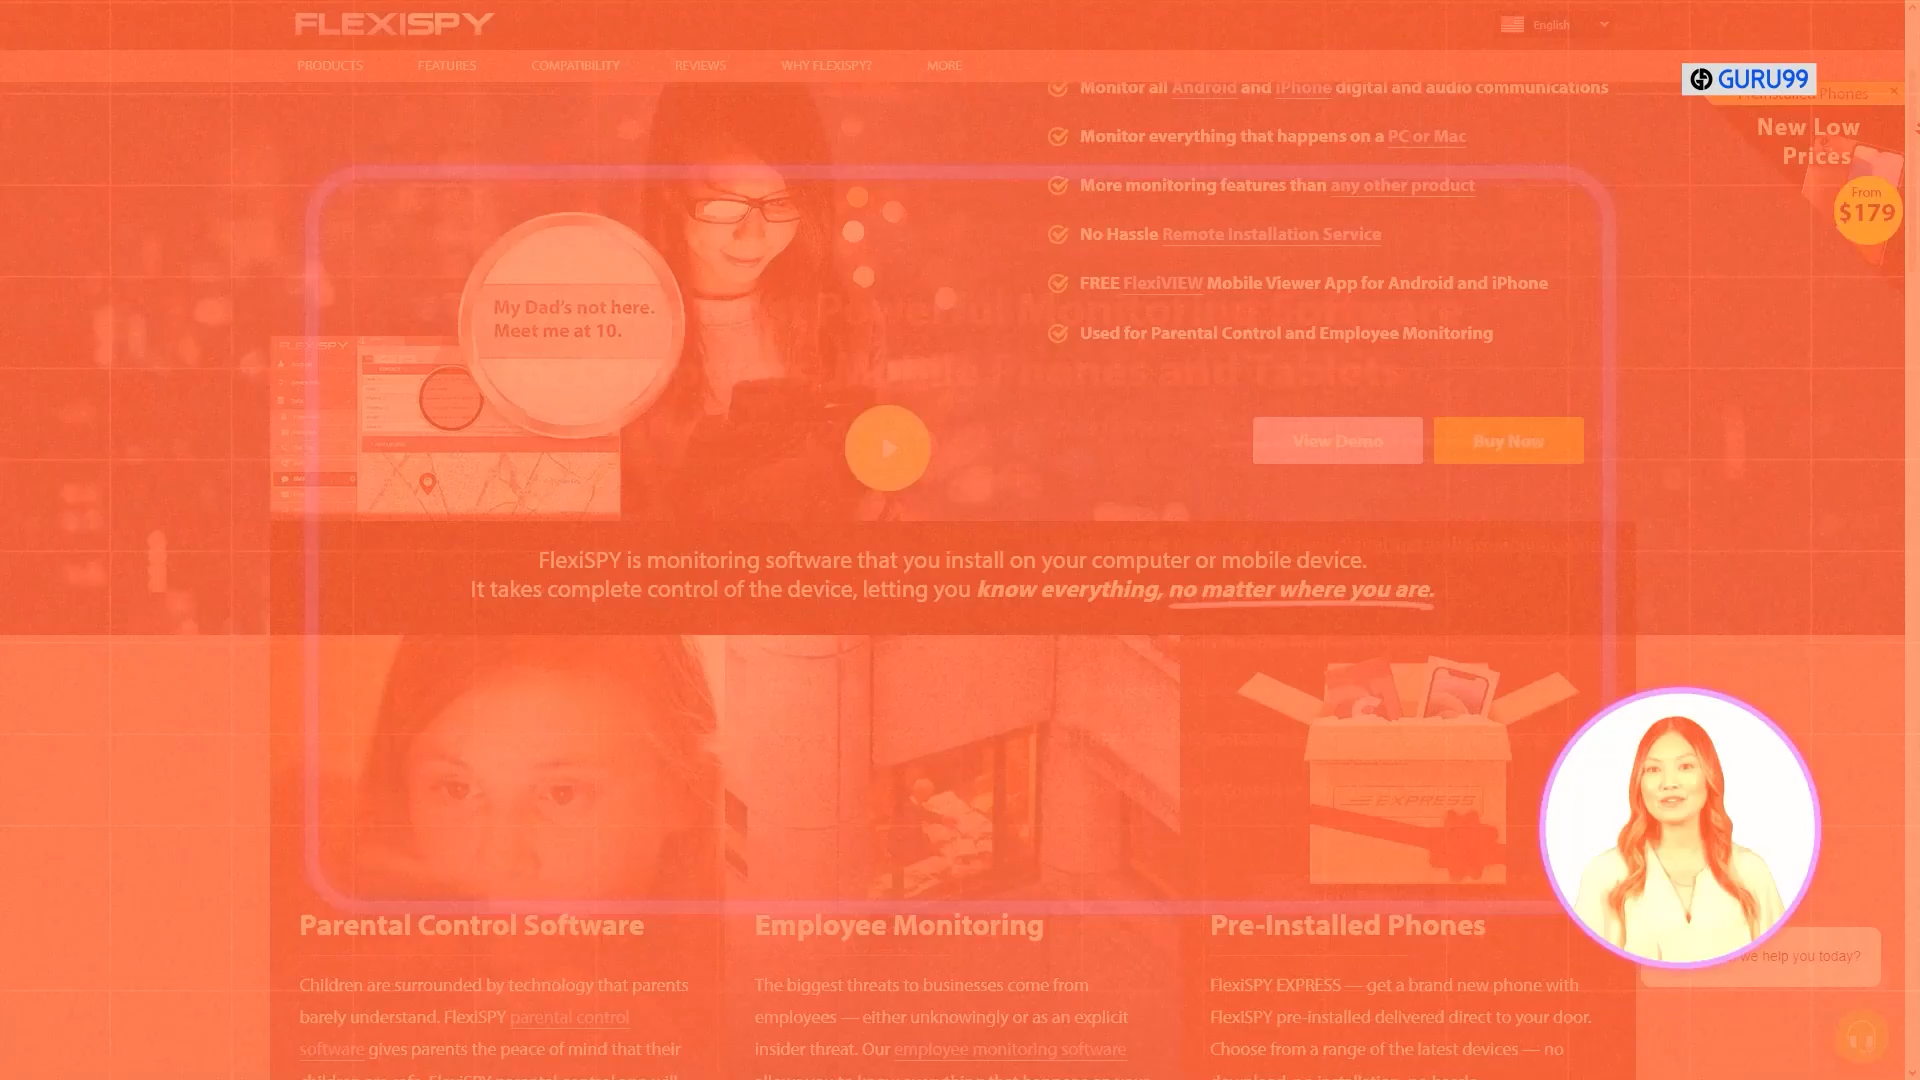 FLEXISPY
English
PRODUCTS FEATURES COMPATIBILITY REVIEWS WHY FLEXISPY? MORE
GURU99
Monitor all Android and iPhone digital and audio communications
Phones
New Low
Prices
From
$179
Monitor everything that happens on a PC or Mac
More monitoring features than any other product
No Hassle Remote Installation Service
FREE FlexiVIEW Mobile Viewer App for Android and iPhone
Used for Parental Control and Employee Monitoring
My Dad's not here.
Meet me at 10.
FLEXISPY
Mobile Phones and Tablets
View Demo Buy Now
FlexiSPY is monitoring software that you install on your computer or mobile device.
It takes complete control of the device, letting you know everything, no matter where you are.
EXPRESS
Parental Control Software
Children are surrounded by technology that parents
barely understand. FlexiSPY parental control
software gives parents the peace of mind that their
Employee Monitoring
The biggest threats to businesses come from
employees — either unknowingly or as an explicit
insider threat. Our employee monitoring software
Pre-Installed Phones
FlexiSPY EXPRESS — get a brand new phone with
FlexiSPY pre-installed delivered direct to your door.
Choose from a range of the latest devices — no
we help you today?